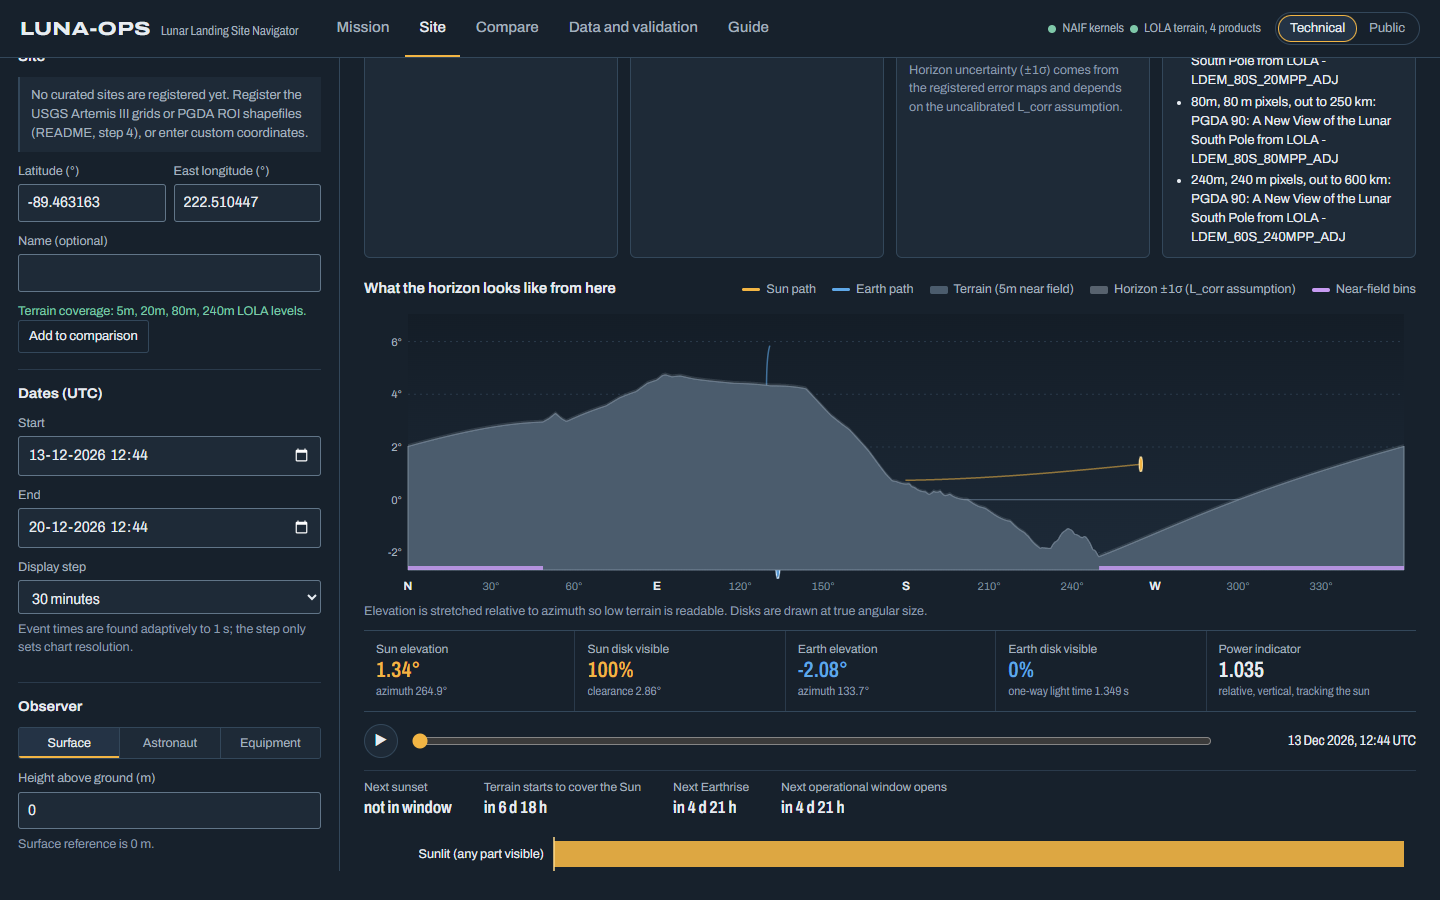 LUNA-OPS Lunar Landing Site Navigator
Mission
Site
Compare
Data and validation
Guide
NAIF kernels
LOLA terrain, 4 products
Technical
Public
Site
No curated sites are registered yet. Register the
USGS Artemis III grids or PGDA ROI shapefiles
(README, step 4), or enter custom coordinates.
Latitude (°)
East longitude (°)
-89.463163
222.510447
Name (optional)
Terrain coverage: 5m, 20m, 80m, 240m LOLA levels.
Add to comparison
Dates (UTC)
Start
13-12-2026 12:44
End
20-12-2026 12:44
Display step
30 minutes
Event times are found adaptively to 1 s; the step only
sets chart resolution.
Observer
Surface
Astronaut
Equipment
Height above ground (m)
0
Surface reference is 0 m.
Horizon uncertainty (±1σ) comes from
the registered error maps and depends
on the uncalibrated L_corr assumption.
South Pole from LOLA -
LDEM_80S_20MPP_ADJ
• 80m, 80 m pixels, out to 250 km:
PGDA 90: A New View of the Lunar
South Pole from LOLA -
LDEM_80S_80MPP_ADJ
• 240m, 240 m pixels, out to 600 km:
PGDA 90: A New View of the Lunar
South Pole from LOLA -
LDEM_60S_240MPP_ADJ
What the horizon looks like from here
Sun path
Earth path
Terrain (5m near field)
Horizon ±1σ (L_corr assumption)
Near-field bins
6°
4°
2°
0°
-2°
N
30°
60°
E
120°
150°
S
210°
240°
W
300°
330°
Elevation is stretched relative to azimuth so low terrain is readable. Disks are drawn at true angular size.
Sun elevation
1.34°
azimuth 264.9°
Sun disk visible
100%
clearance 2.86°
Earth elevation
-2.08°
azimuth 133.7°
Earth disk visible
0%
one-way light time 1.349 s
Power indicator
1.035
relative, vertical, tracking the sun
13 Dec 2026, 12:44 UTC
Next sunset
not in window
Terrain starts to cover the Sun
in 6 d 18 h
Next Earthrise
in 4 d 21 h
Next operational window opens
in 4 d 21 h
Sunlit (any part visible)